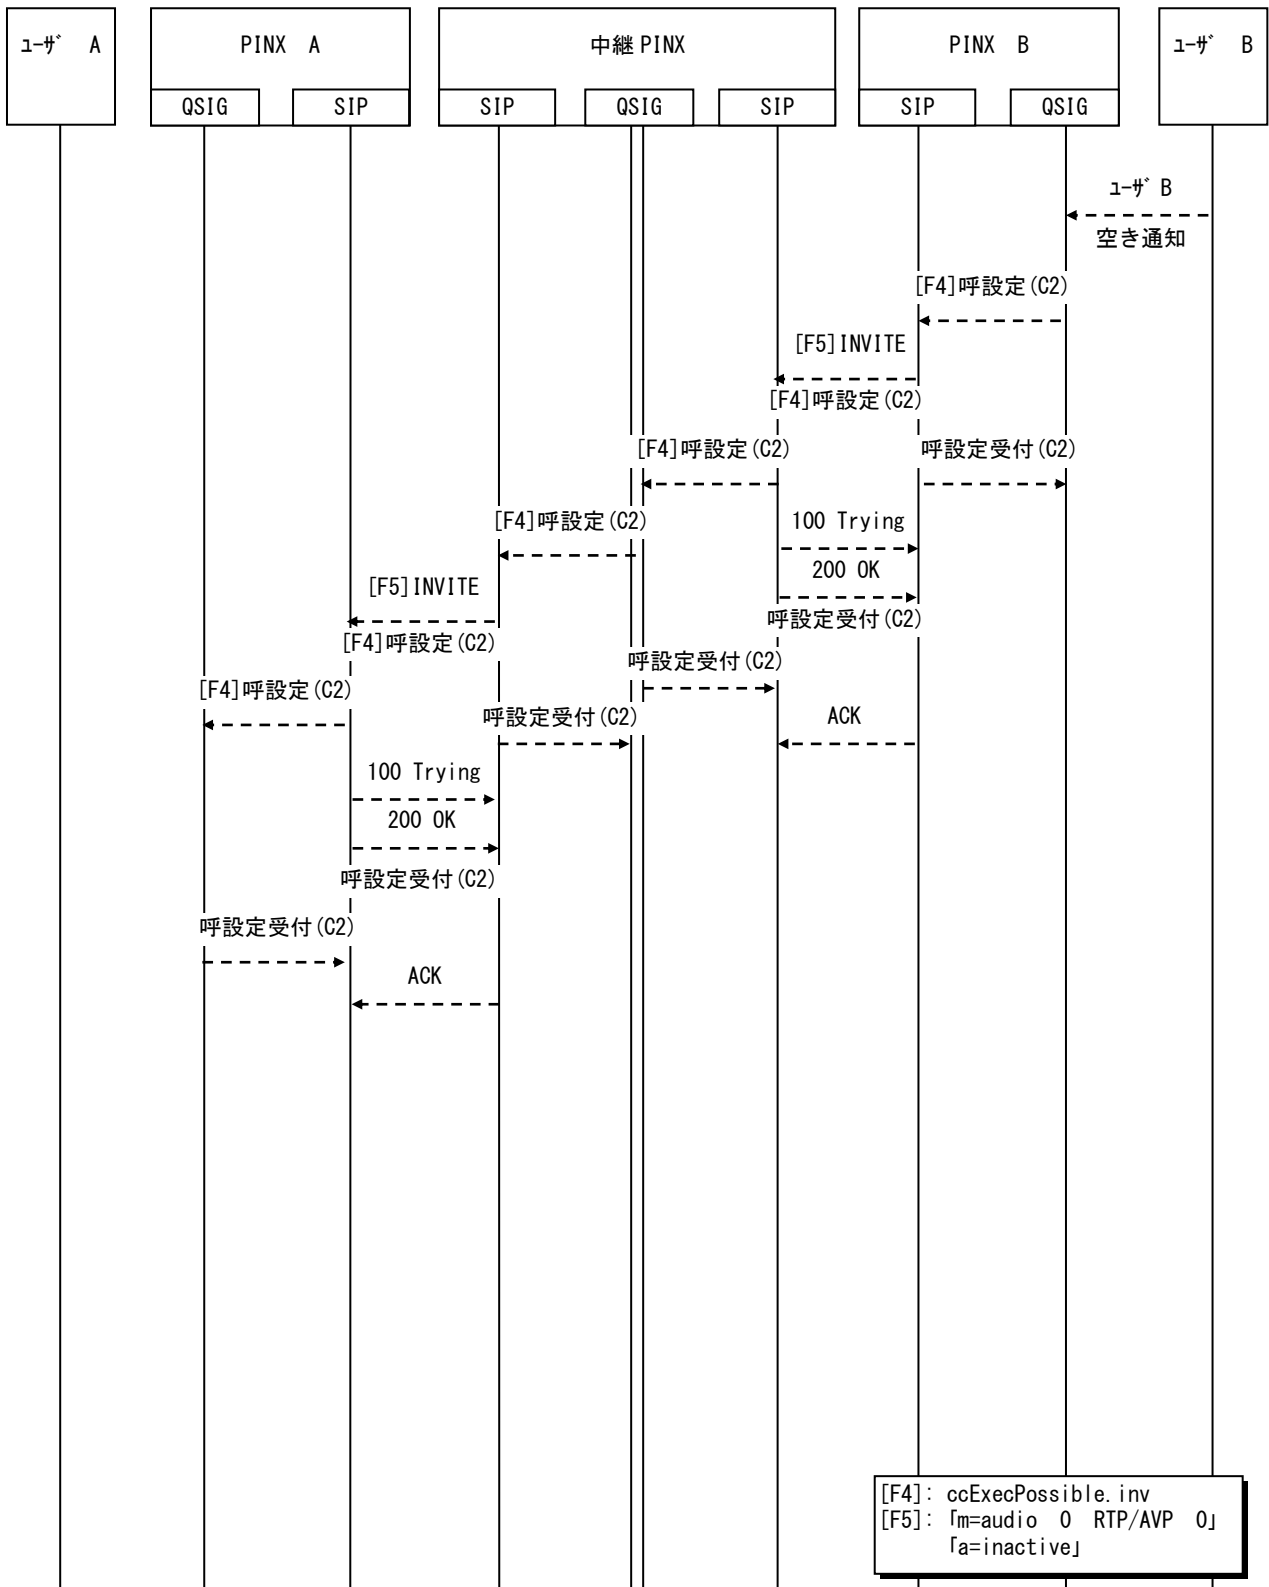 ﾕｰｻﾞ A
PINX A
中継PINX
PINX B
ﾕｰｻﾞ B
QSIG
SIP
SIP
QSIG
SIP
SIP
QSIG
ﾕｰｻﾞB
空き通知
[F4]呼設定(C2)
[F5]INVITE
[F4]呼設定(C2)
[F4]呼設定(C2)
呼設定受付(C2)
[F4]呼設定(C2)
100 Trying
200 OK
[F5]INVITE
呼設定受付(C2)
[F4]呼設定(C2)
呼設定受付(C2)
[F4]呼設定(C2)
呼設定受付(C2)
ACK
100 Trying
200 OK
呼設定受付(C2)
呼設定受付(C2)
ACK
[F4]: ccExecPossible.inv
[F5]: ｢m=audio 0 RTP/AVP 0｣
｢a=inactive｣